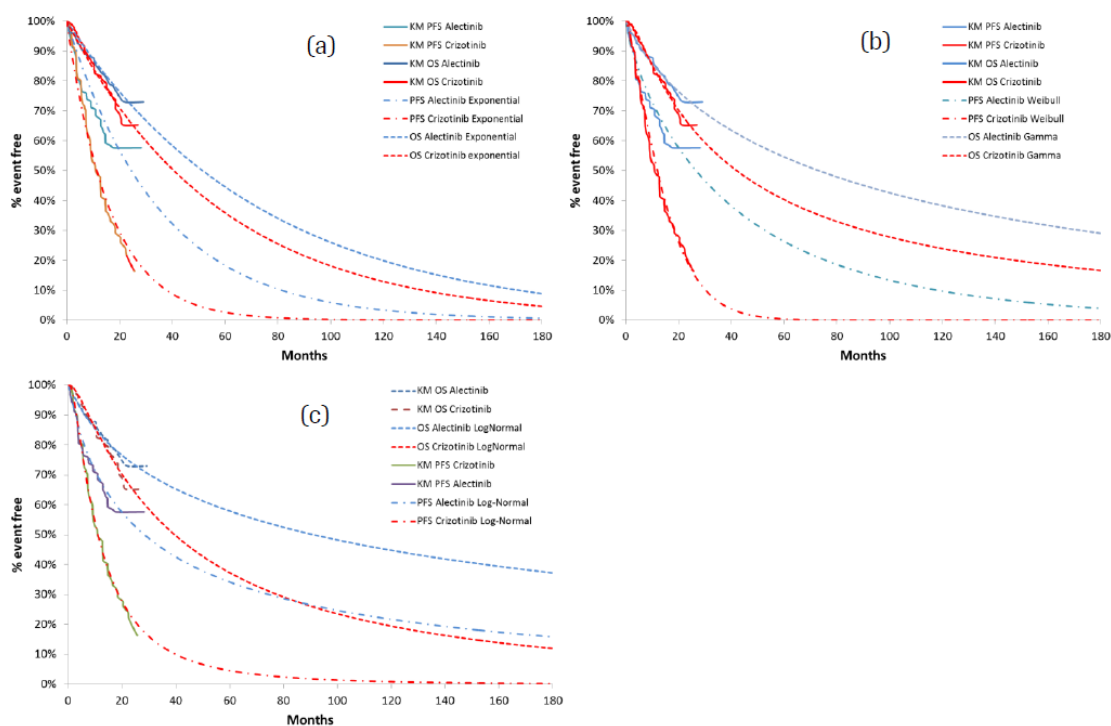 (a)
100%
90%
80%
70%
60%
50%
40%
30%
20%
10%
0%
% event free
0 20 40 60 80 100 120 140 160 180
Months
KM PFS Alectinib
KM PFS Crizotinib
KM OS Alectinib
KM OS Crizotinib
PFS Alectinib Exponential
PFS Crizotinib Exponential
OS Alectinib Exponential
OS Crizotinib exponential
(b)
100%
90%
80%
70%
60%
50%
40%
30%
20%
10%
0%
% event free
0 20 40 60 80 100 120 140 160 180
Months
KM PFS Alectinib
KM PFS Crizotinib
KM OS Alectinib
KM OS Crizotinib
PFS Alectinib Weibull
PFS Crizotinib Weibull
OS Alectinib Gamma
OS Crizotinib Gamma
(c)
100%
90%
80%
70%
60%
50%
40%
30%
20%
10%
0%
% event free
0 20 40 60 80 100 120 140 160 180
Months
KM OS Alectinib
KM OS Crizotinib
OS Alectinib LogNormal
OS Crizotinib LogNormal
KM PFS Crizotinib
KM PFS Alectinib
PFS Alectinib Log-Normal
PFS Crizotinib Log-Normal